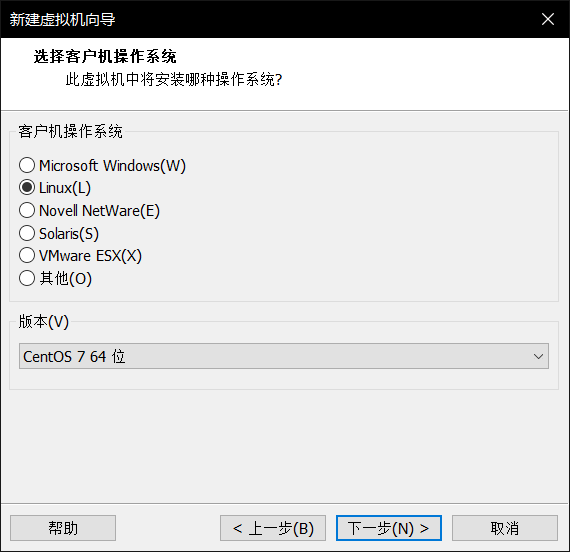 新建虚拟机向导
选择客户机操作系统
此虚拟机中将安装哪种操作系统?
客户机操作系统
Microsoft Windows(W)
Linux(L)
Novell NetWare(E)
Solaris(S)
VMware ESX(X)
其他(O)
版本(V)
CentOS 7 64 位
帮助
< 上一步(B)
下一步(N) >
取消